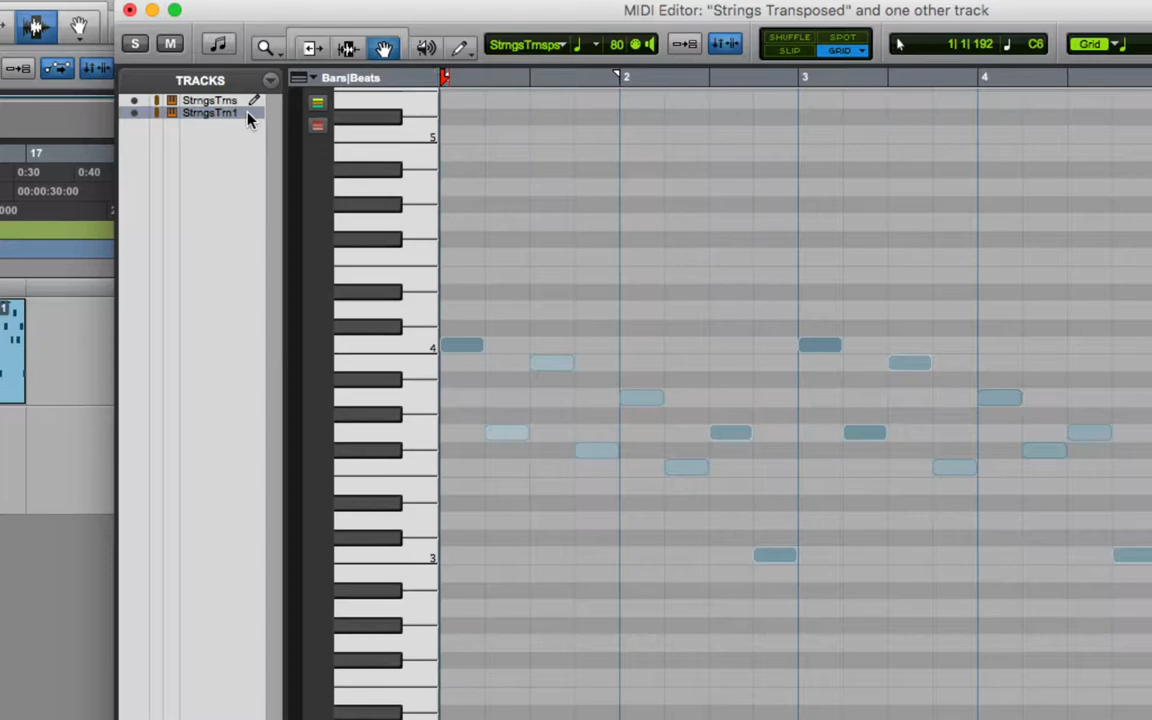 MIDI Editor: "Strings Transposed" and one other track
S M StrngsTrnsps 80 SHUFFLE SPOT SLIP GRID 1| 1| 192 C6 Grid
TRACKS Bars|Beats 2 3 4
StrngsTrns
StrngsTrn1
5
17
0:30 0:40
00:00:30:00
000 2
1
4
3